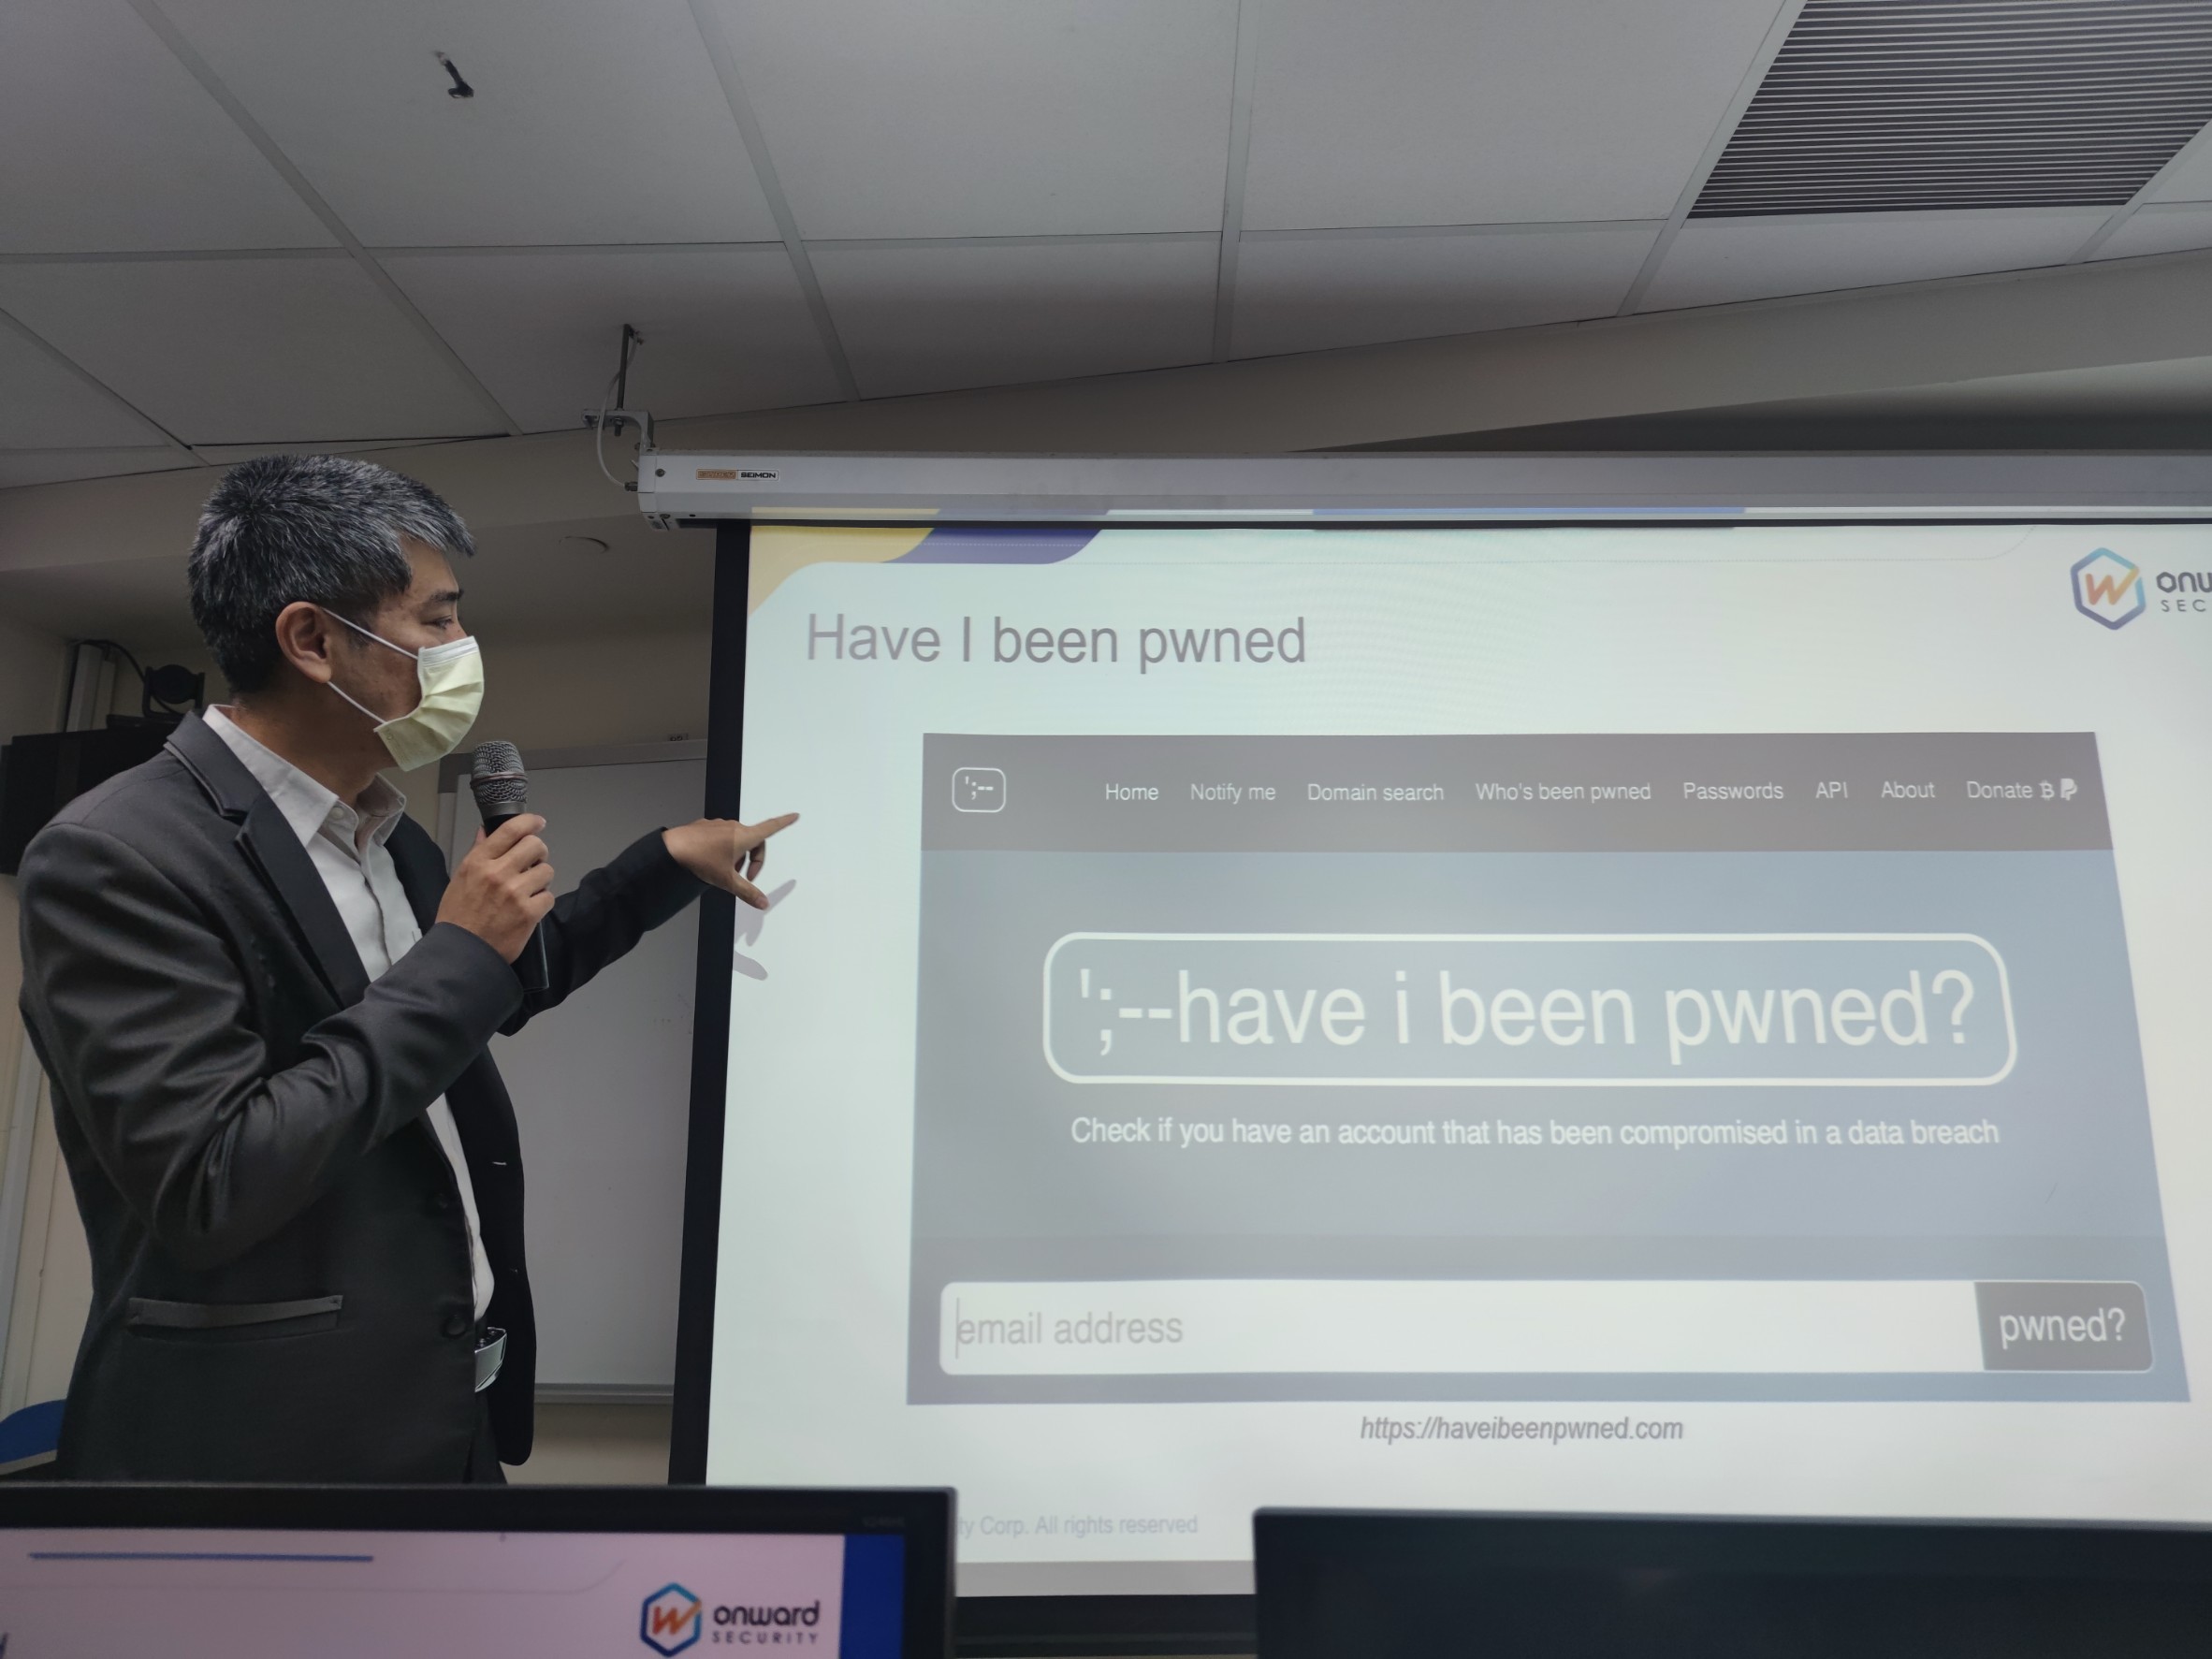 SEIMON
onw
SEC
Have I been pwned
';--
Home Notify me Domain search Who's been pwned Passwords API About Donate
';--have i been pwned?
Check if you have an account that has been compromised in a data breach
email address
pwned?
https://haveibeenpwned.com
ty Corp. All rights reserved
onward
SECURITY